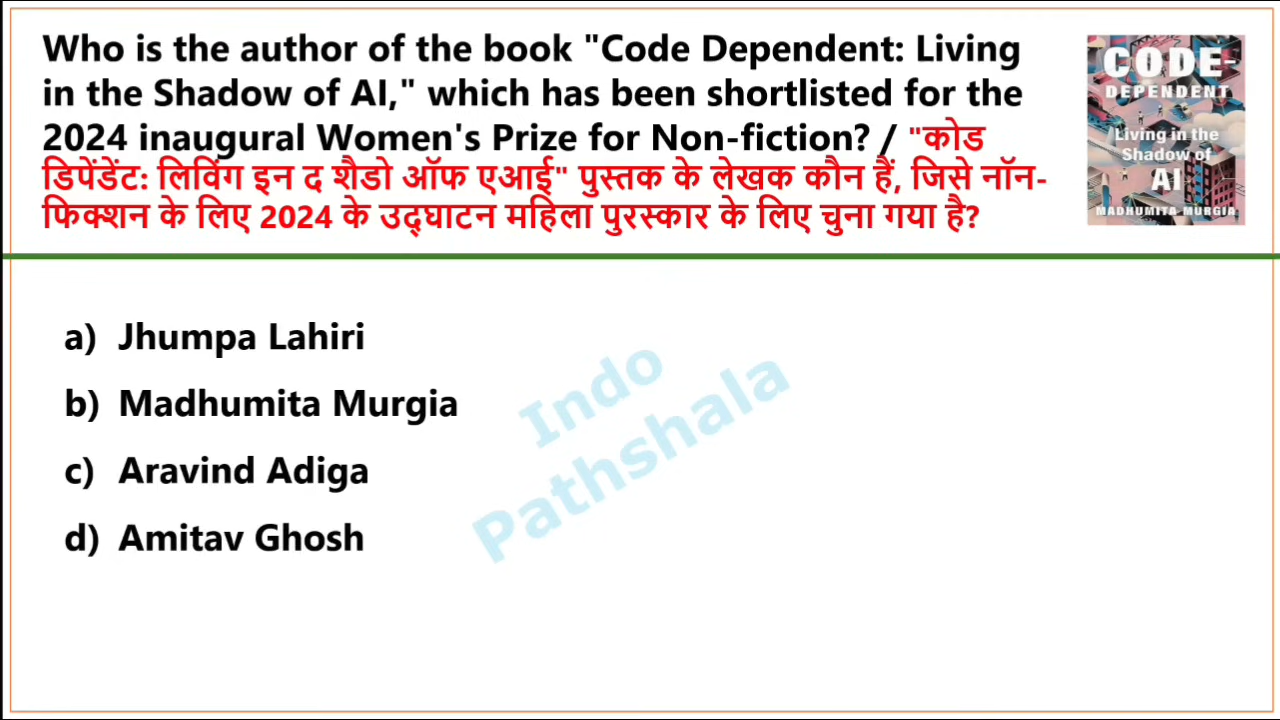 Who is the author of the book "Code Dependent: Living
in the Shadow of AI," which has been shortlisted for the
2024 inaugural Women's Prize for Non-fiction? / "कोड
डिपेंडेंट: लिविंग इन द शैडो ऑफ एआई" पुस्तक के लेखक कौन हैं, जिसे नॉन-
फिक्शन के लिए 2024 के उद्घाटन महिला पुरस्कार के लिए चुना गया है?
CODE-
DEPENDENT
Living in the
Shadow of
AI
MADHUMITA MURGIA
a) Jhumpa Lahiri
b) Madhumita Murgia
c) Aravind Adiga
d) Amitav Ghosh
Indo
Pathshala